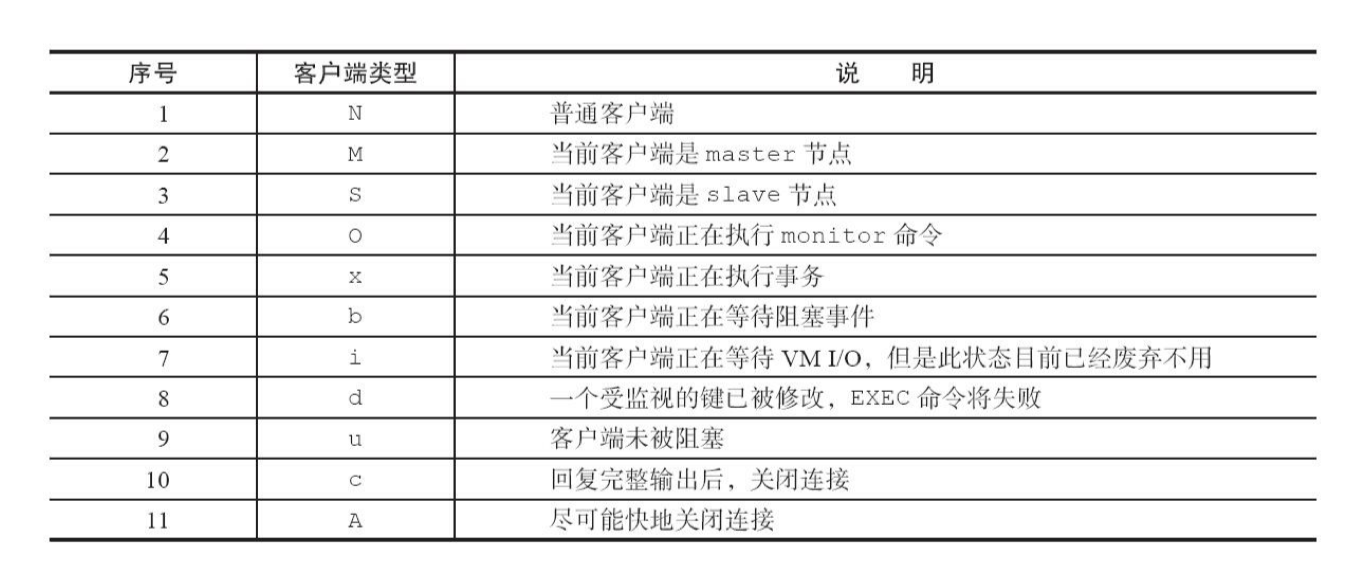 序号 客户端类型 说 明
1 N 普通客户端
2 M 当前客户端是 master 节点
3 S 当前客户端是 slave 节点
4 O 当前客户端正在执行 monitor 命令
5 x 当前客户端正在执行事务
6 b 当前客户端正在等待阻塞事件
7 i 当前客户端正在等待 VM I/O，但是此状态目前已经废弃不用
8 d 一个受监视的键已被修改，EXEC 命令将失败
9 u 客户端未被阻塞
10 c 回复完整输出后，关闭连接
11 A 尽可能快地关闭连接